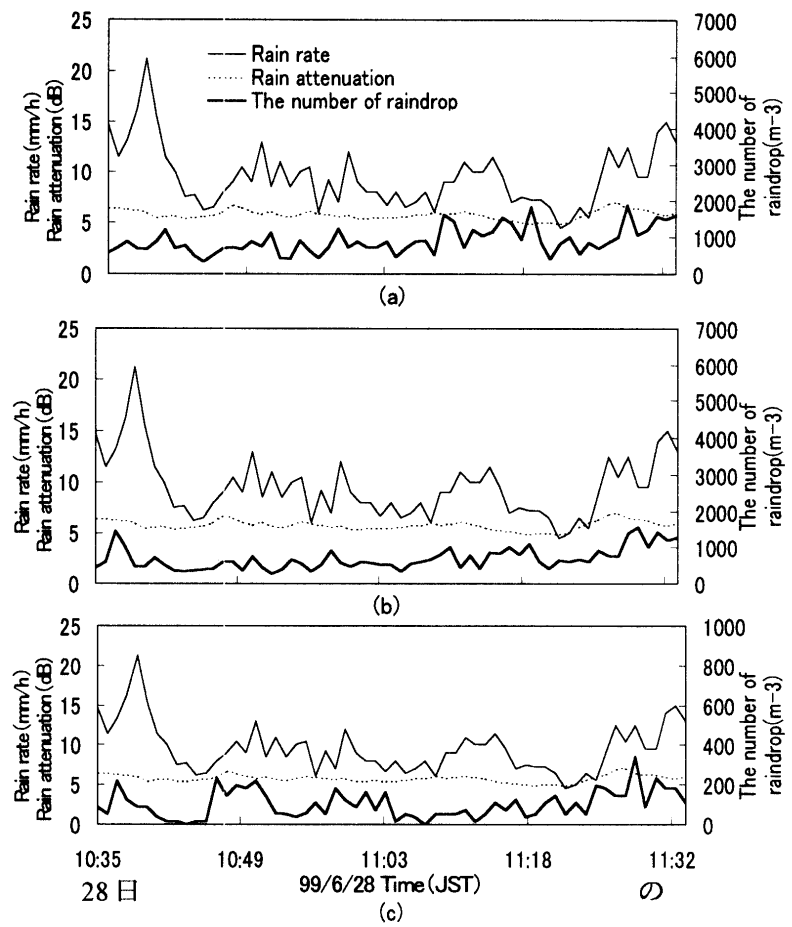 25
20
15
10
5
0
7000
6000
5000
4000
3000
2000
1000
0
Rain rate(mm/h)
Rain attenuation(dB)
The number of
raindrop(m-3)
Rain rate
Rain attenuation
The number of raindrop
(a)
25
20
15
10
5
0
7000
6000
5000
4000
3000
2000
1000
0
Rain rate(mm/h)
Rain attenuation(dB)
The number of
raindrop(m-3)
(b)
25
20
15
10
5
0
1000
800
600
400
200
0
Rain rate(mm/h)
Rain attenuation(dB)
The number of
raindrop(m-3)
10:35 10:49 11:03 11:18 11:32
28日 99/6/28 Time(JST) の
(c)